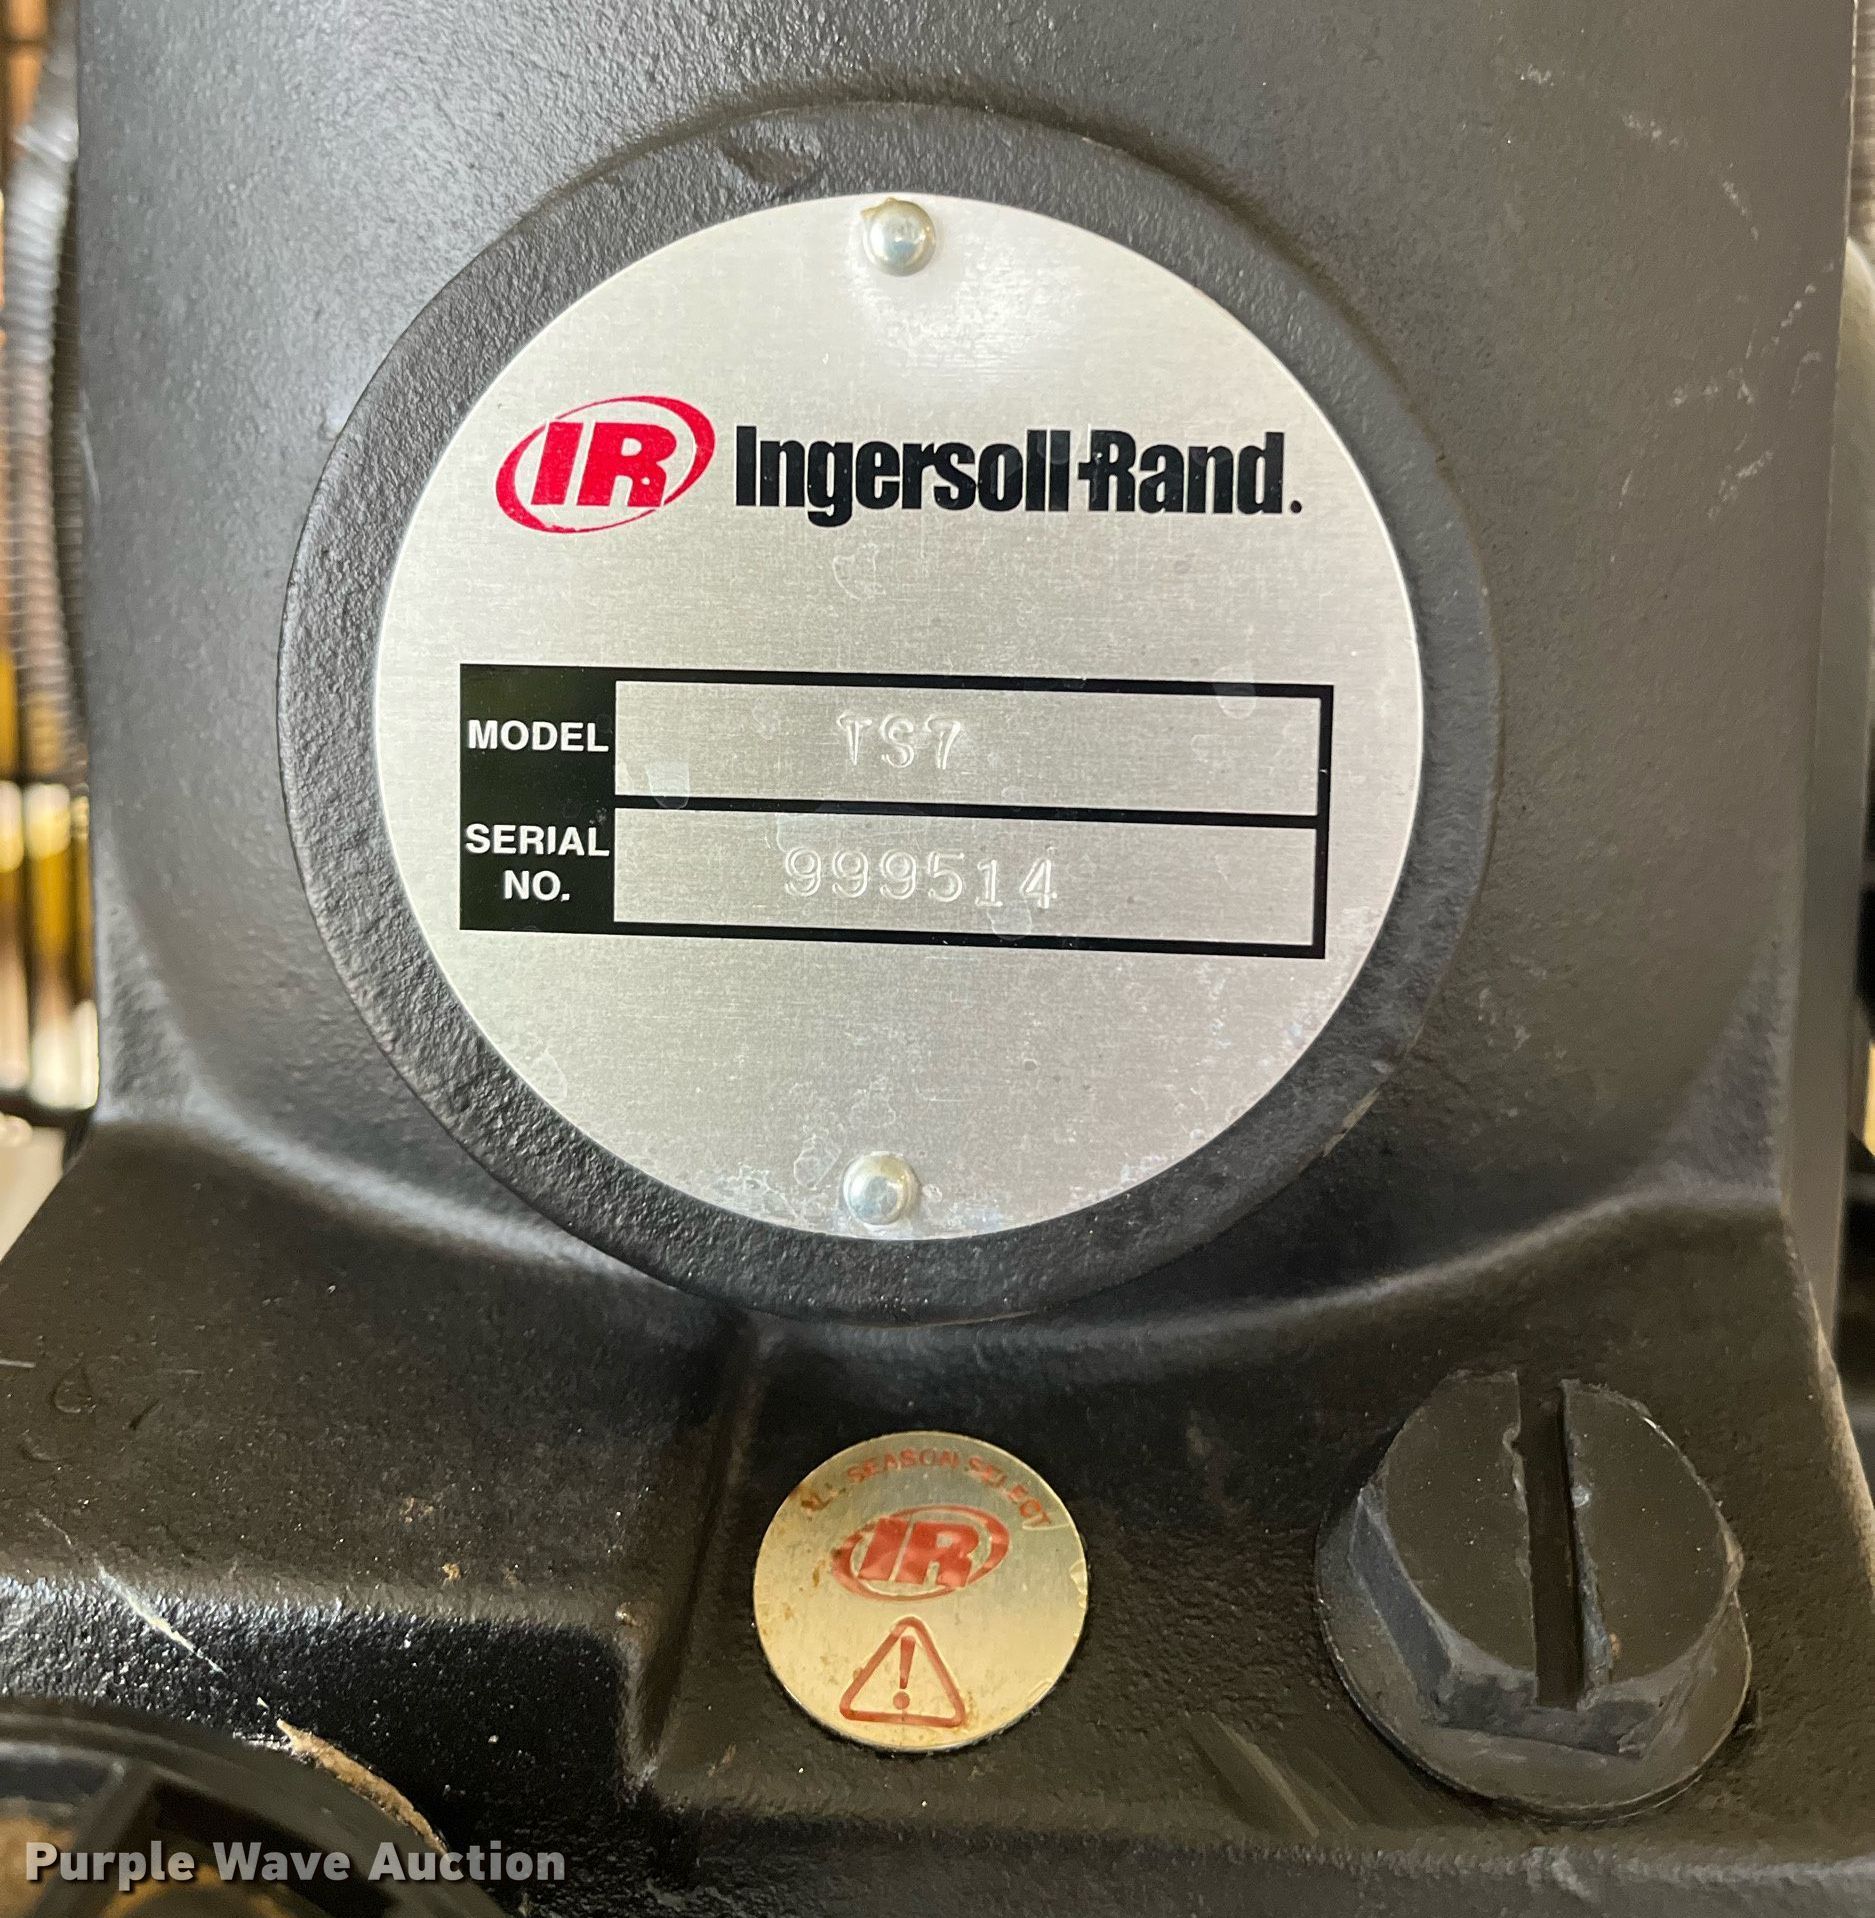 IR Ingersoll-Rand.
MODEL TS7
SERIAL NO. 999514
ALL SEASON SELECT
IR
!
Purple Wave Auction